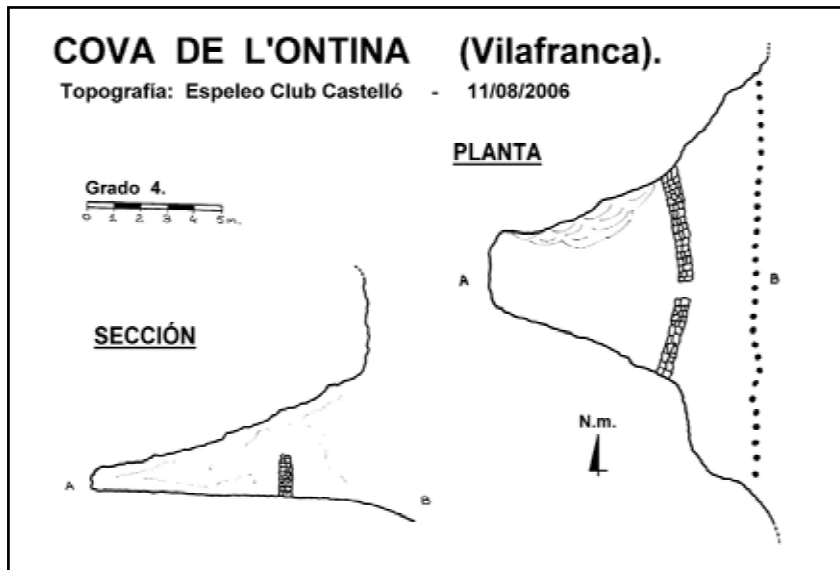 COVA DE L'ONTINA (Vilafranca).
Topografía: Espeleo Club Castelló - 11/08/2006
PLANTA
Grado 4.
0 1 2 3 4 5m.
A
B
SECCIÓN
N.m.
A
B